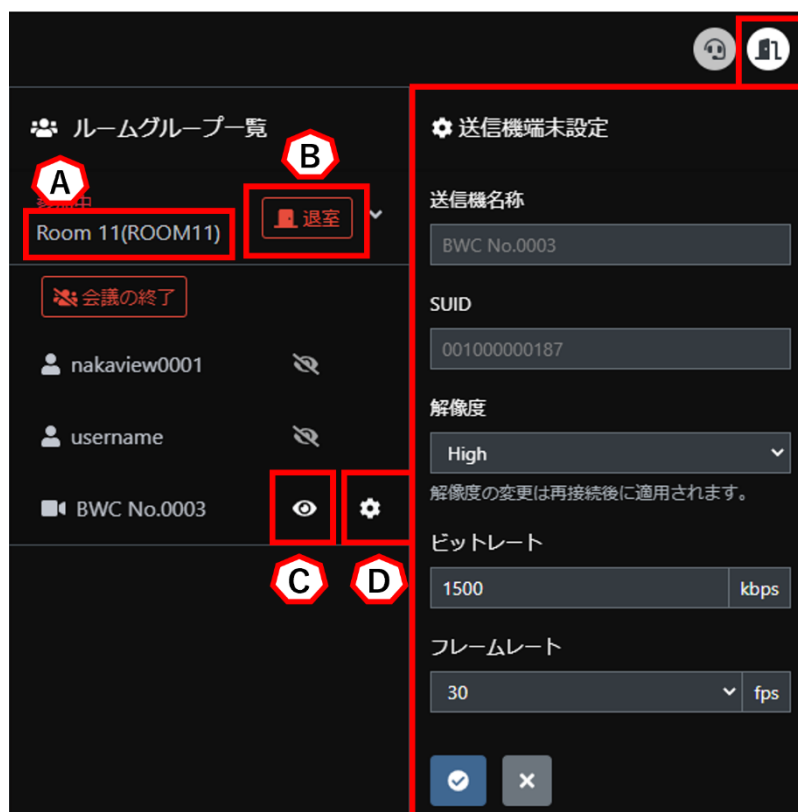 ルームグループ一覧
A
B
Room 11(ROOM11)
退室
会議の終了
nakaview0001
username
BWC No.0003
C
D
送信機端末設定
送信機名称
BWC No.0003
SUID
001000000187
解像度
High
解像度の変更は再接続後に適用されます。
ビットレート
1500 kbps
フレームレート
30 fps